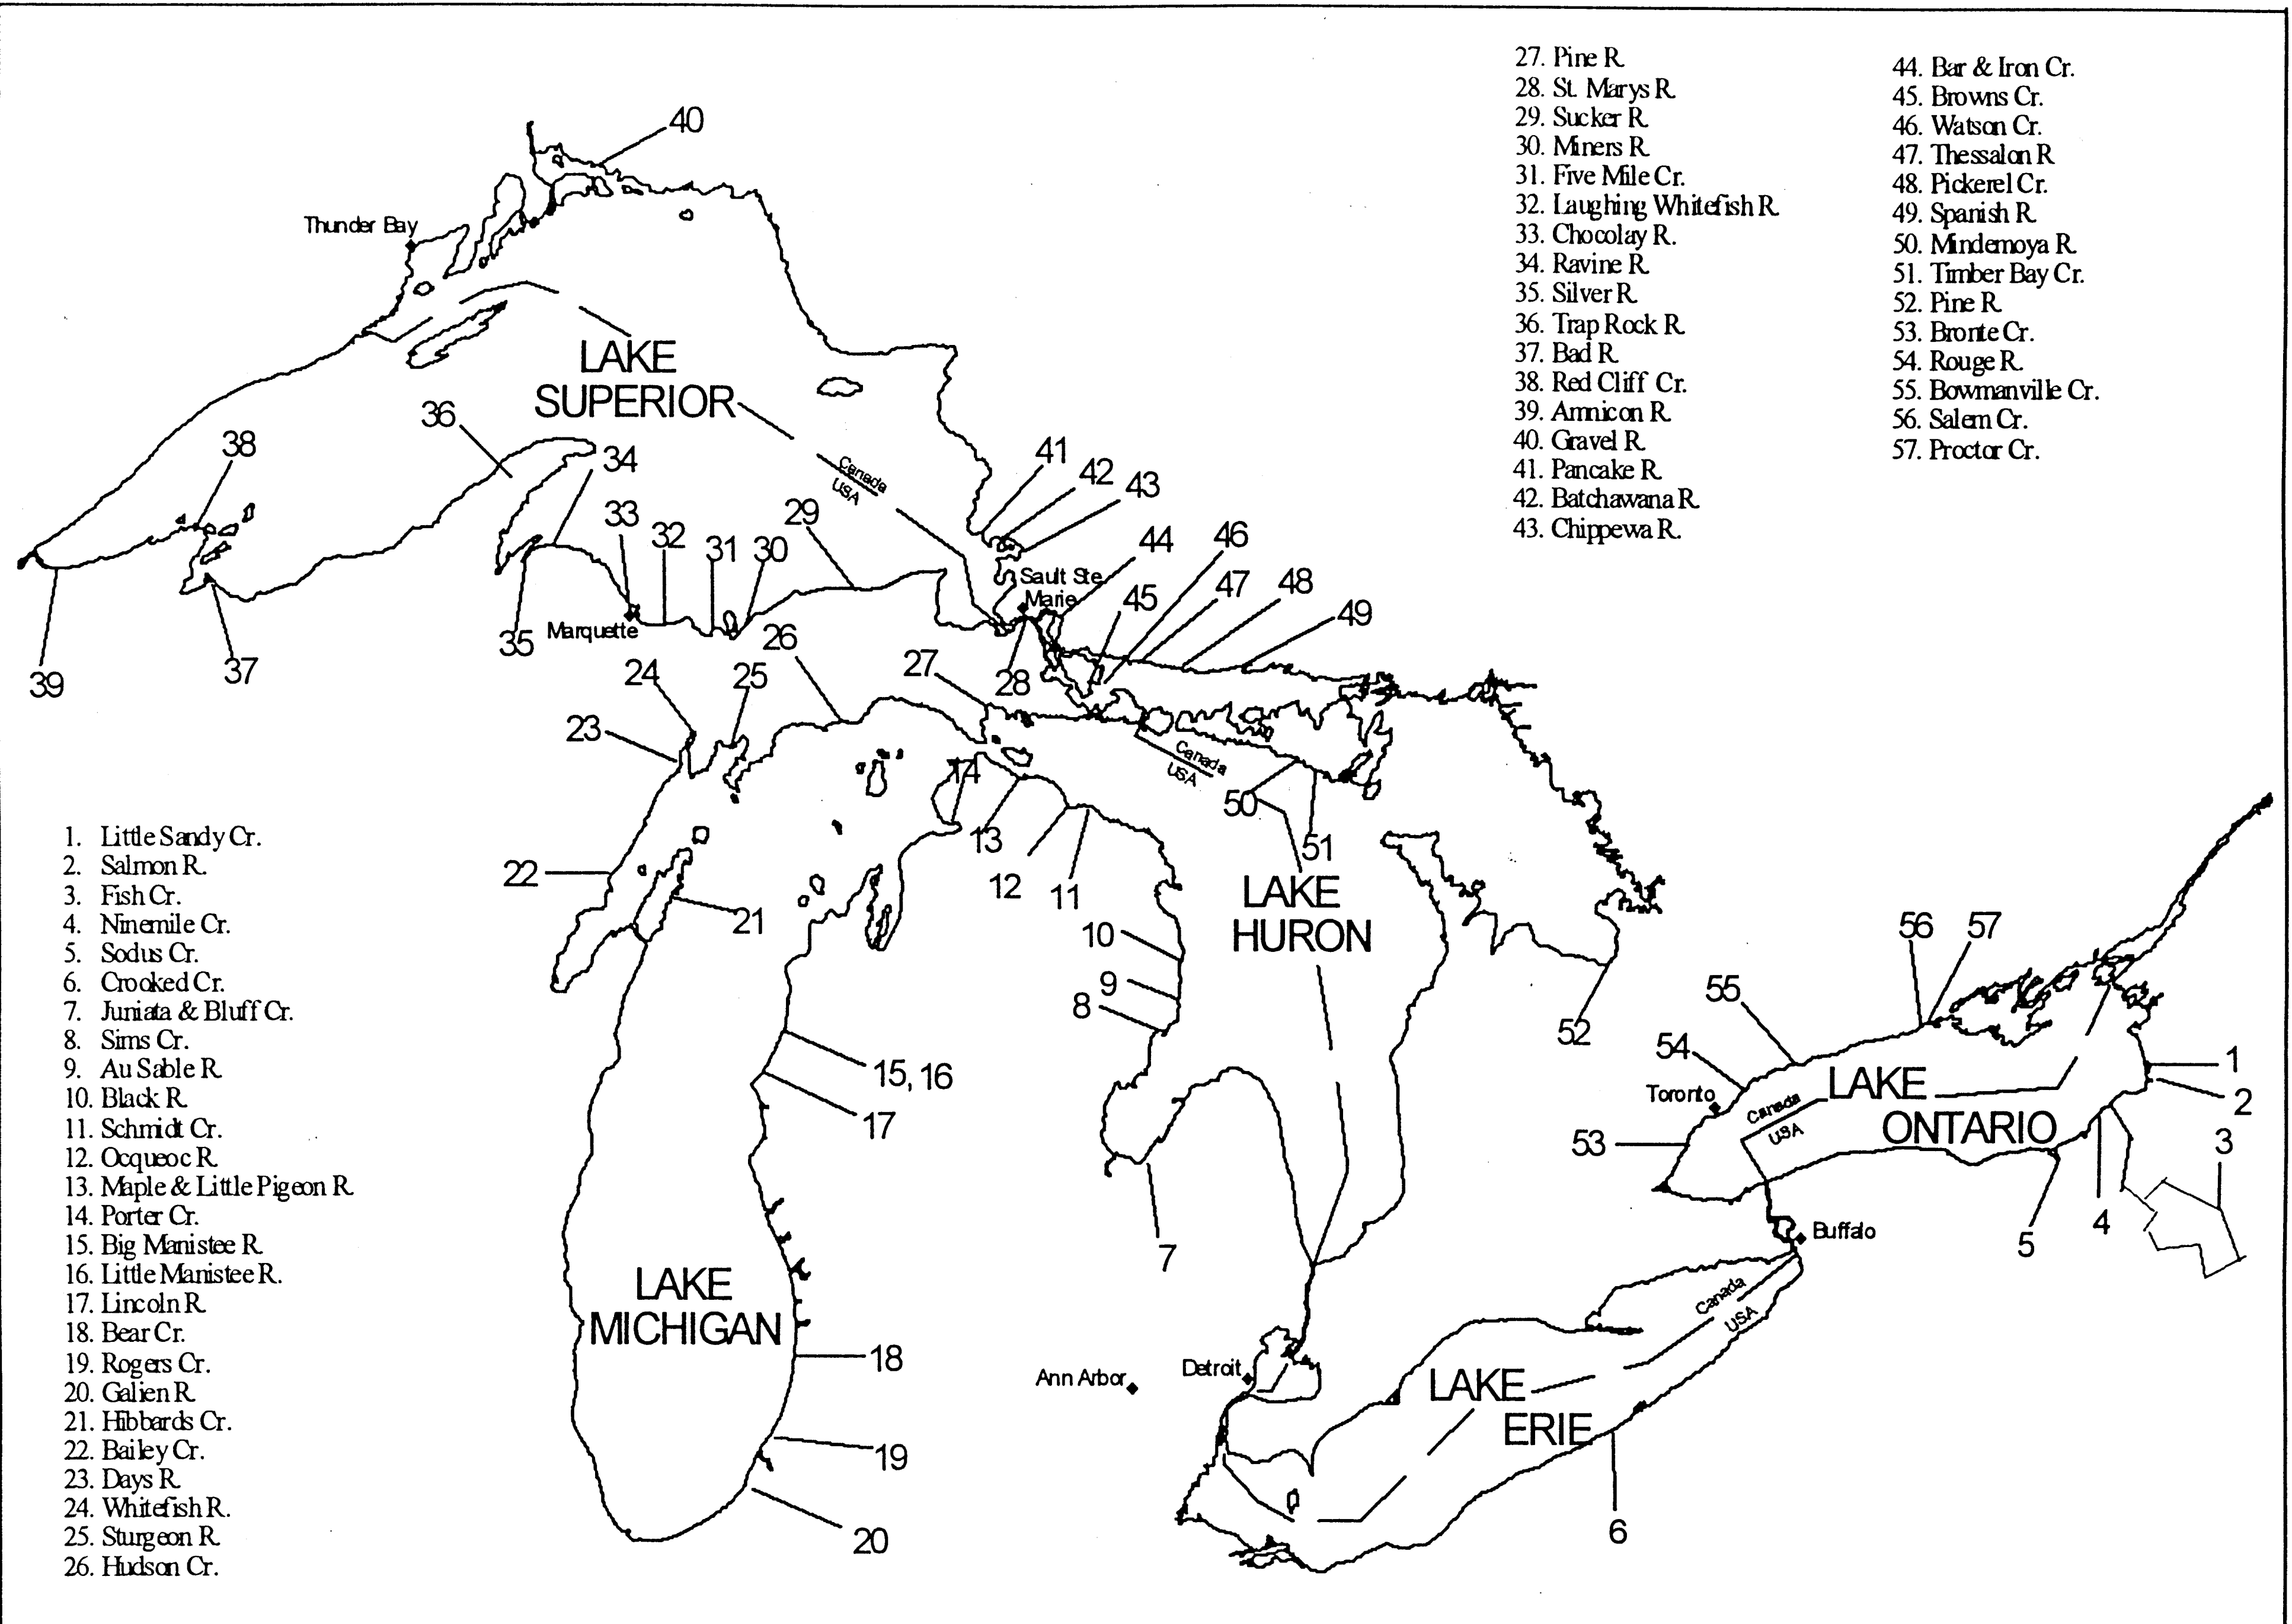 27. Pine R.
28. St. Marys R.
29. Sucker R.
30. Miners R.
31. Five Mile Cr.
32. Laughing Whitefish R.
33. Chocolay R.
34. Ravine R.
35. Silver R.
36. Trap Rock R.
37. Bad R.
38. Red Cliff Cr.
39. Amnicon R.
40. Gravel R.
41. Pancake R.
42. Batchawana R.
43. Chippewa R.
44. Bar & Iron Cr.
45. Browns Cr.
46. Watson Cr.
47. Thessalon R
48. Pickerel Cr.
49. Spanish R.
50. Mindemoya R.
51. Timber Bay Cr.
52. Pine R.
53. Bronte Cr.
54. Rouge R.
55. Bowmanville Cr.
56. Salem Cr.
57. Proctor Cr.
40
Thunder Bay
LAKE
SUPERIOR
Canada
USA
36
38
34
41
42
43
33
32
31
30
29
44
46
Sault Ste.
Marie
45
47
48
49
Marquette
35
37
39
26
24
25
27
28
23
14
Canada
USA
50
51
13
12
11
22
21
LAKE
HURON
10
9
8
52
56
57
55
54
Toronto
Canada
USA
LAKE
ONTARIO
1
2
3
53
15, 16
17
7
5
4
Buffalo
LAKE
MICHIGAN
18
19
20
Ann Arbor
Detroit
Canada
USA
LAKE
ERIE
6
1. Little Sandy Cr.
2. Salmon R.
3. Fish Cr.
4. Ninemile Cr.
5. Sodus Cr.
6. Crooked Cr.
7. Juniata & Bluff Cr.
8. Sims Cr.
9. Au Sable R.
10. Black R.
11. Schmidt Cr.
12. Ocqueoc R.
13. Maple & Little Pigeon R.
14. Porter Cr.
15. Big Manistee R.
16. Little Manistee R.
17. Lincoln R.
18. Bear Cr.
19. Rogers Cr.
20. Galien R.
21. Hibbards Cr.
22. Bailey Cr.
23. Days R.
24. Whitefish R.
25. Sturgeon R.
26. Hudson Cr.